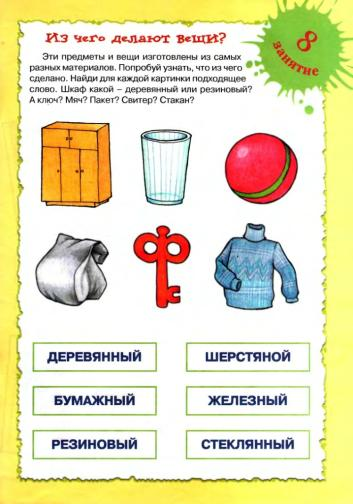 Из чего делают вещи?
8
занятие
Эти предметы и вещи изготовлены из самых
разных материалов. Попробуй узнать, что из чего
сделано. Найди для каждой картинки подходящее
слово. Шкаф какой – деревянный или резиновый?
А ключ? Мяч? Пакет? Свитер? Стакан?
ДЕРЕВЯННЫЙ
ШЕРСТЯНОЙ
БУМАЖНЫЙ
ЖЕЛЕЗНЫЙ
РЕЗИНОВЫЙ
СТЕКЛЯННЫЙ